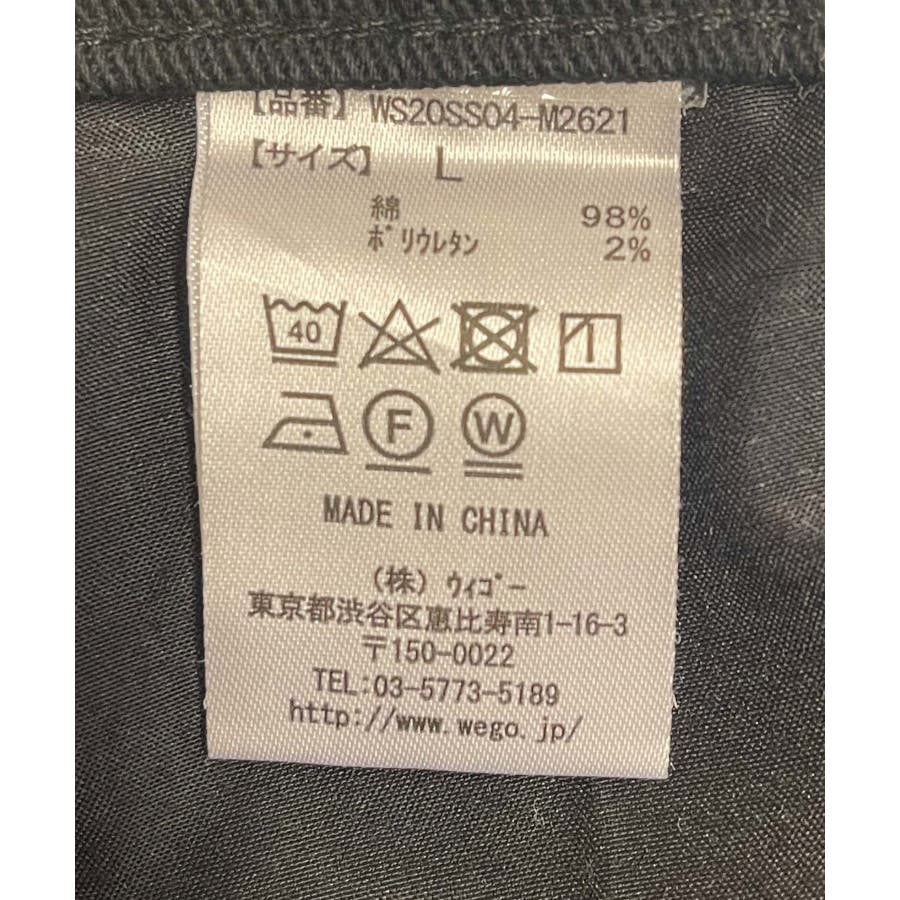 【品番】 WS20SS04-M2621
【サイズ】 L
綿 98%
ポリウレタン 2%
40
F W
MADE IN CHINA
(株) ウィゴー
東京都渋谷区恵比寿南1-16-3
〒150-0022
TEL:03-5773-5189
http://www.wego.jp/